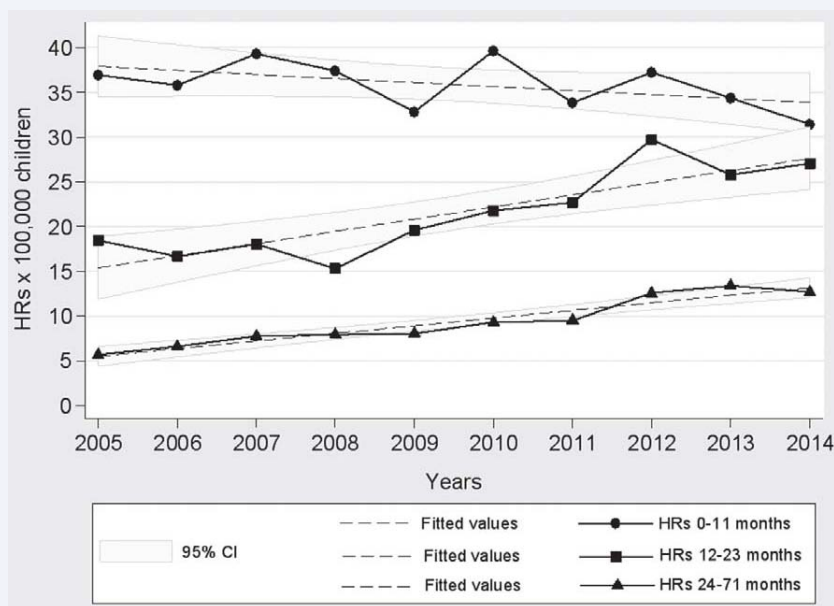 HRs x 100,000 children
40
35
30
25
20
15
10
5
0
2005 2006 2007 2008 2009 2010 2011 2012 2013 2014
Years
95% CI
Fitted values HRs 0-11 months
Fitted values HRs 12-23 months
Fitted values HRs 24-71 months